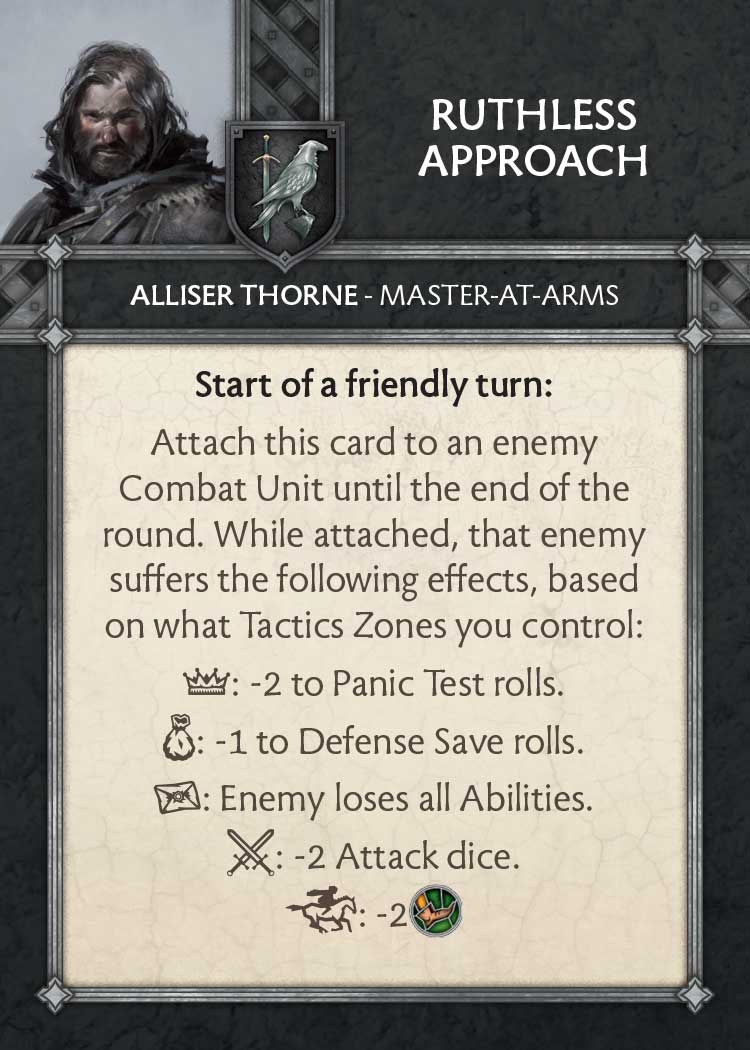 RUTHLESS
APPROACH
ALLISER THORNE - MASTER-AT-ARMS
Start of a friendly turn:
Attach this card to an enemy
Combat Unit until the end of the
round. While attached, that enemy
suffers the following effects, based
on what Tactics Zones you control:
: -2 to Panic Test rolls.
: -1 to Defense Save rolls.
: Enemy loses all Abilities.
: -2 Attack dice.
: -2